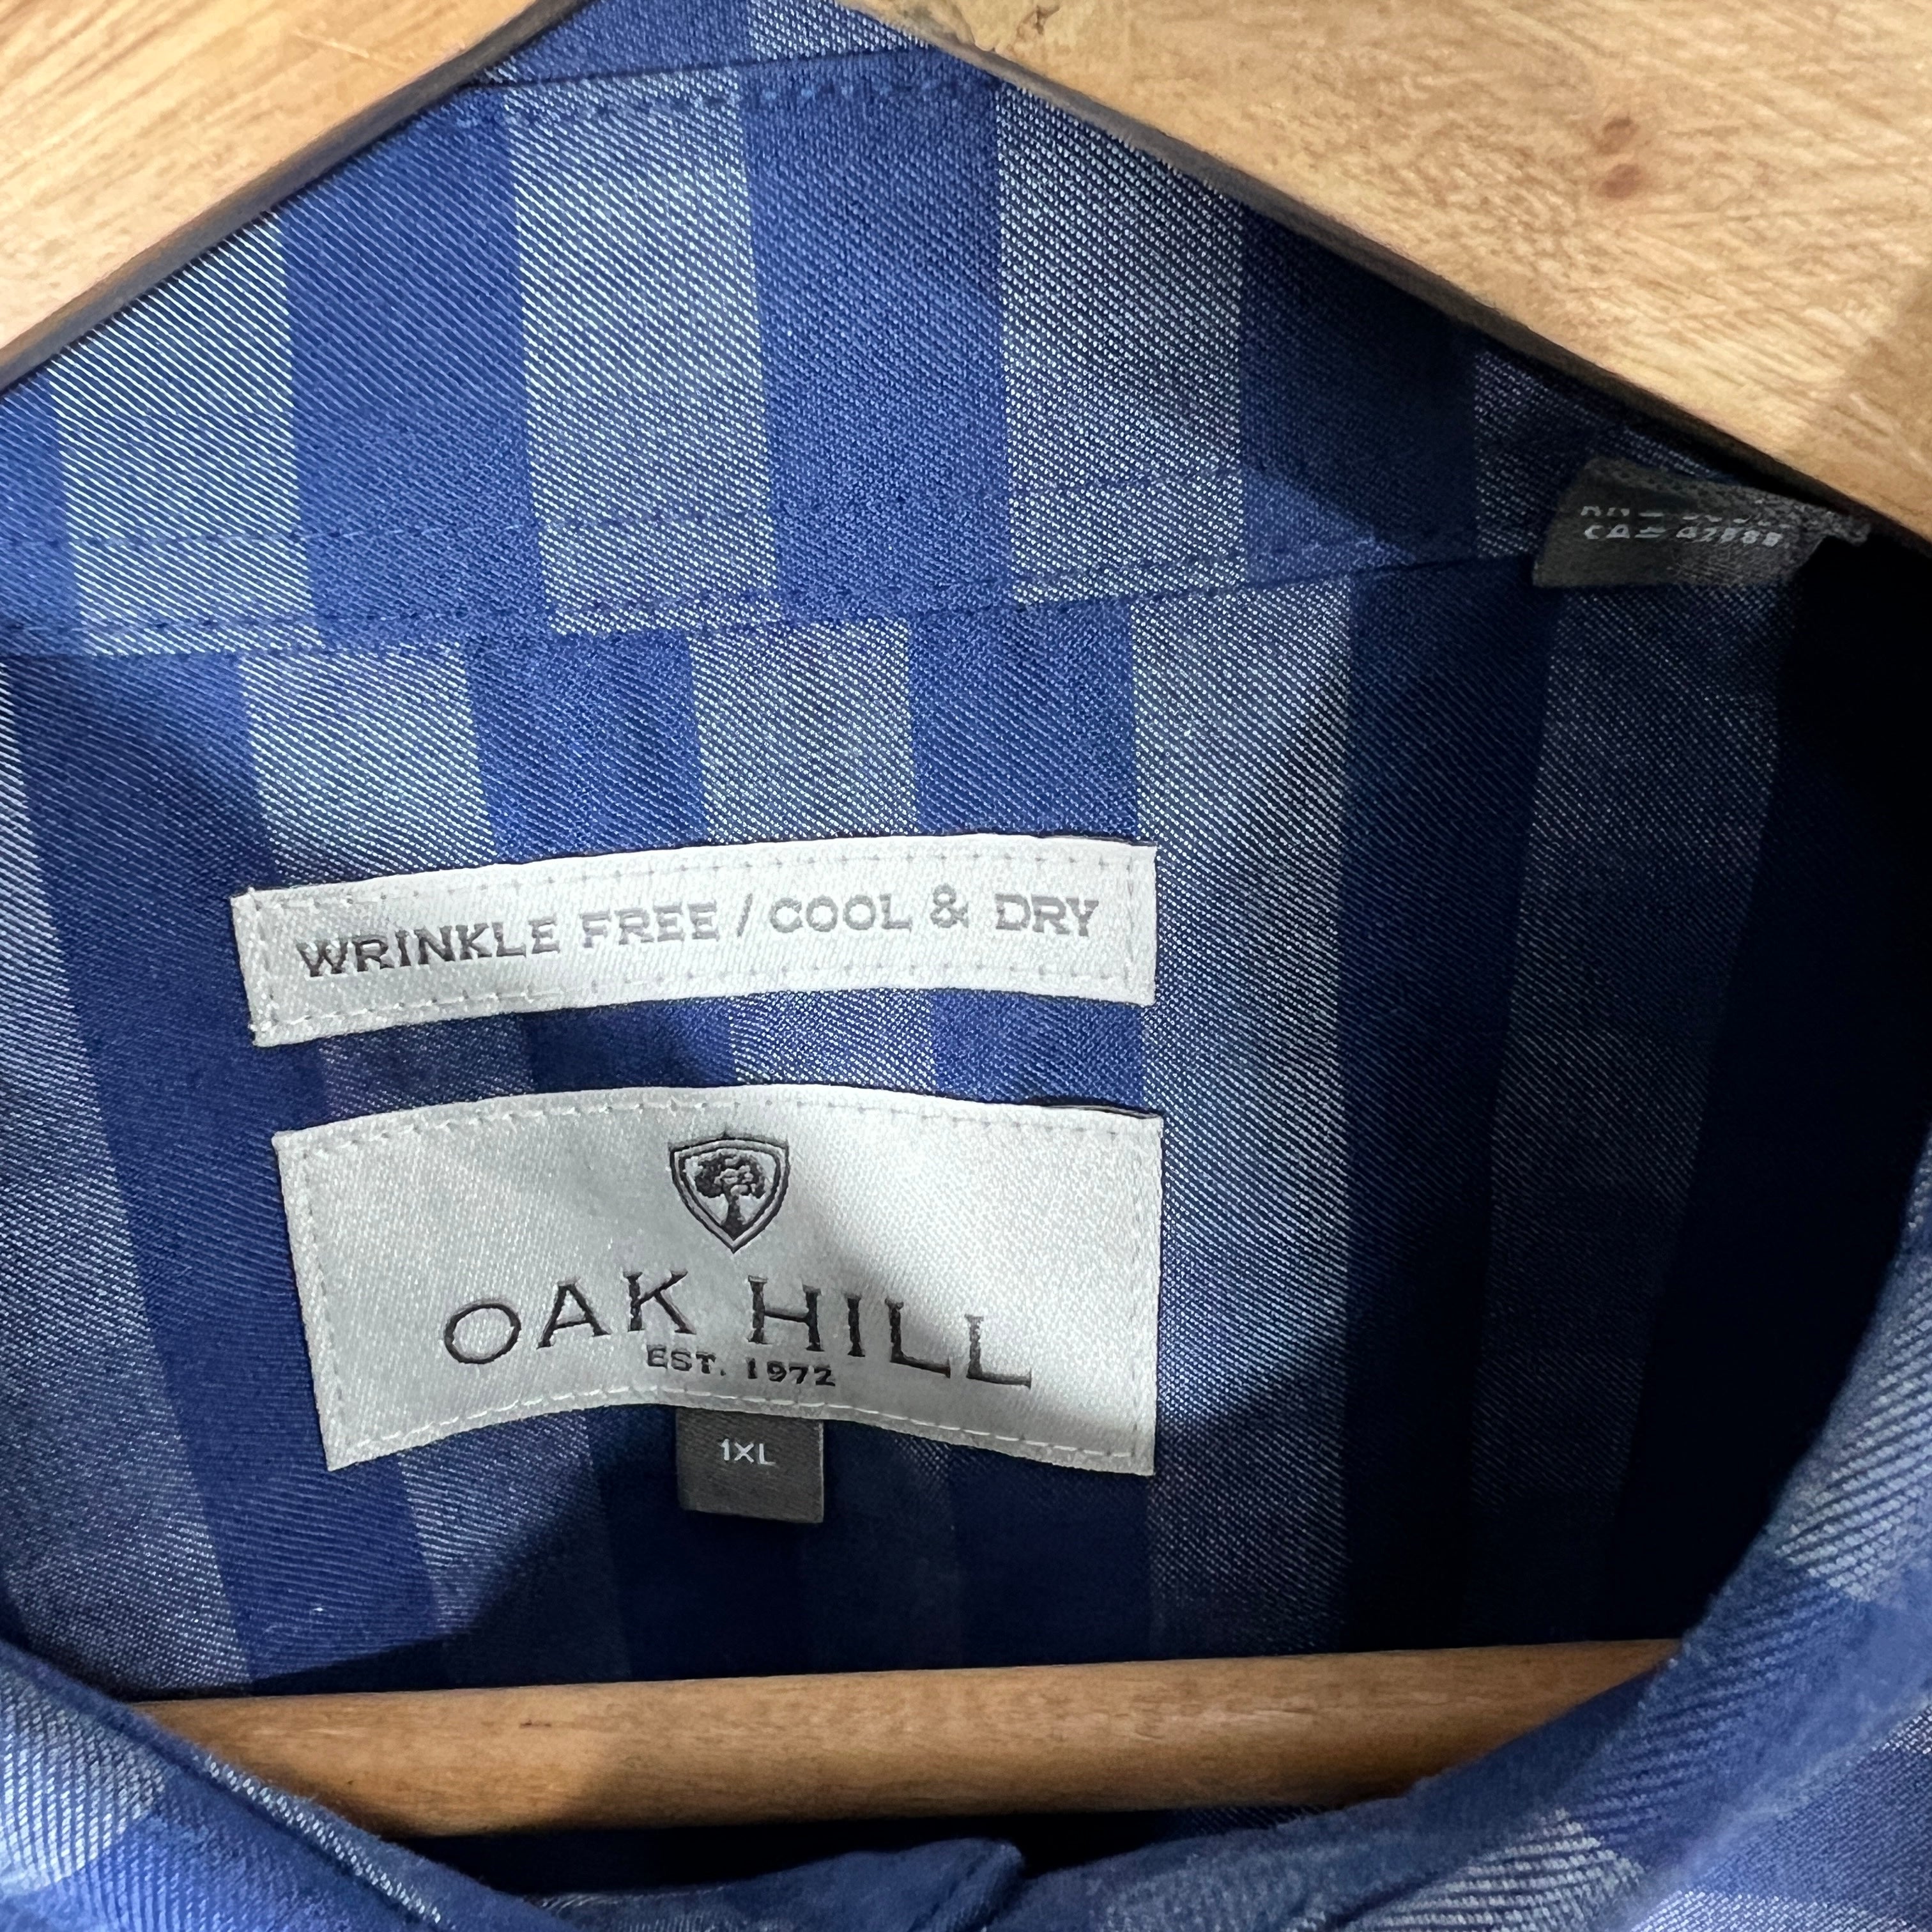 WRINKLE FREE / COOL & DRY
OAK HILL
EST. 1972
1XL